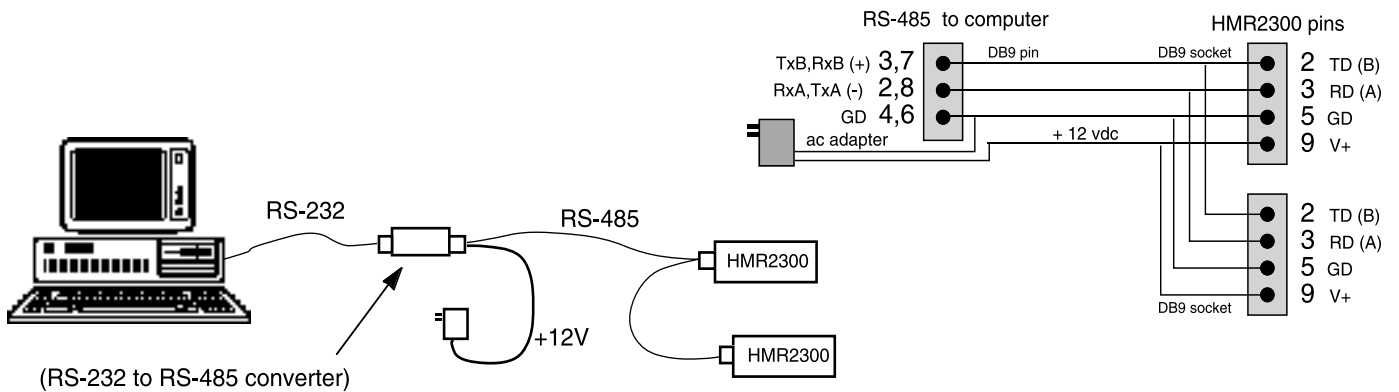 RS-485 to computer
HMR2300 pins
DB9 pin
DB9 socket
TxB,RxB (+) 3,7
2 TD (B)
RxA,TxA (-) 2,8
3 RD (A)
GD 4,6
5 GD
ac adapter
+ 12 vdc
9 V+
RS-232
RS-485
2 TD (B)
3 RD (A)
HMR2300
5 GD
9 V+
DB9 socket
+12V
HMR2300
(RS-232 to RS-485 converter)